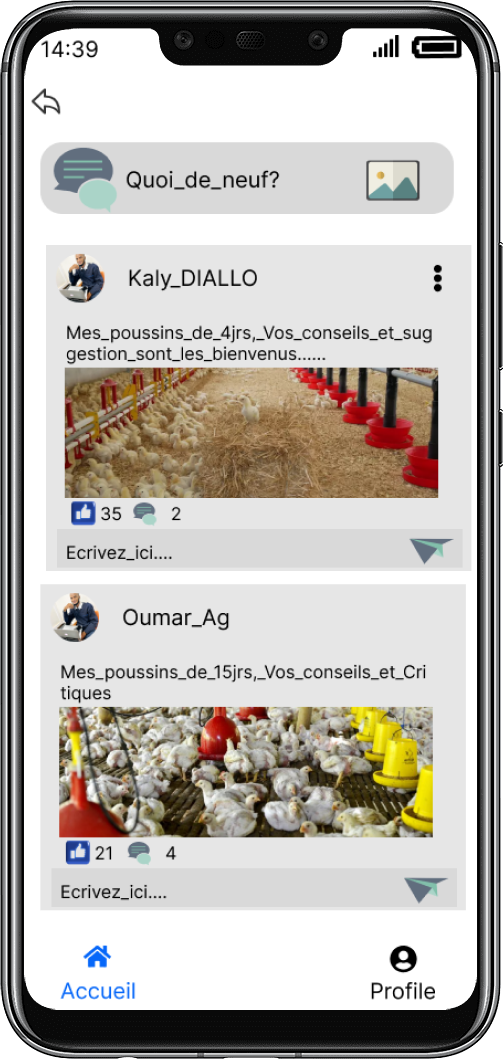 14:39
Quoi_de_neuf?
Kaly_DIALLO
Mes_poussins_de_4jrs,_Vos_conseils_et_sug
gestion_sont_les_bienvenus......
35 2
Ecrivez_ici....
Oumar_Ag
Mes_poussins_de_15jrs,_Vos_conseils_et_Cri
tiques
21 4
Ecrivez_ici....
Accueil Profile